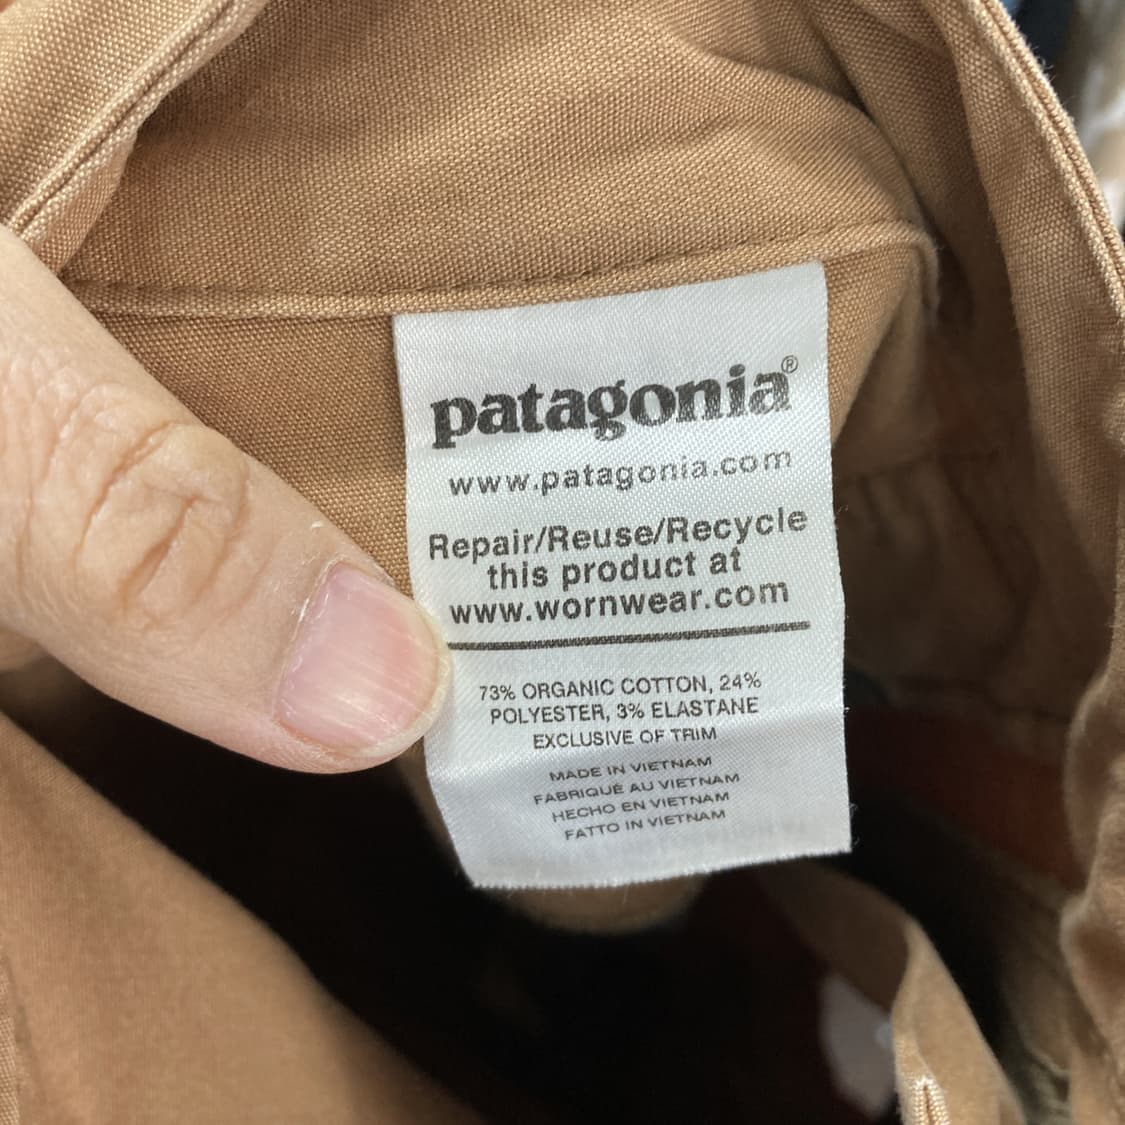 patagonia®
www.patagonia.com
Repair/Reuse/Recycle
this product at
www.wornwear.com
73% ORGANIC COTTON, 24%
POLYESTER, 3% ELASTANE
EXCLUSIVE OF TRIM
MADE IN VIETNAM
FABRIQUÉ AU VIETNAM
HECHO EN VIETNAM
FATTO IN VIETNAM